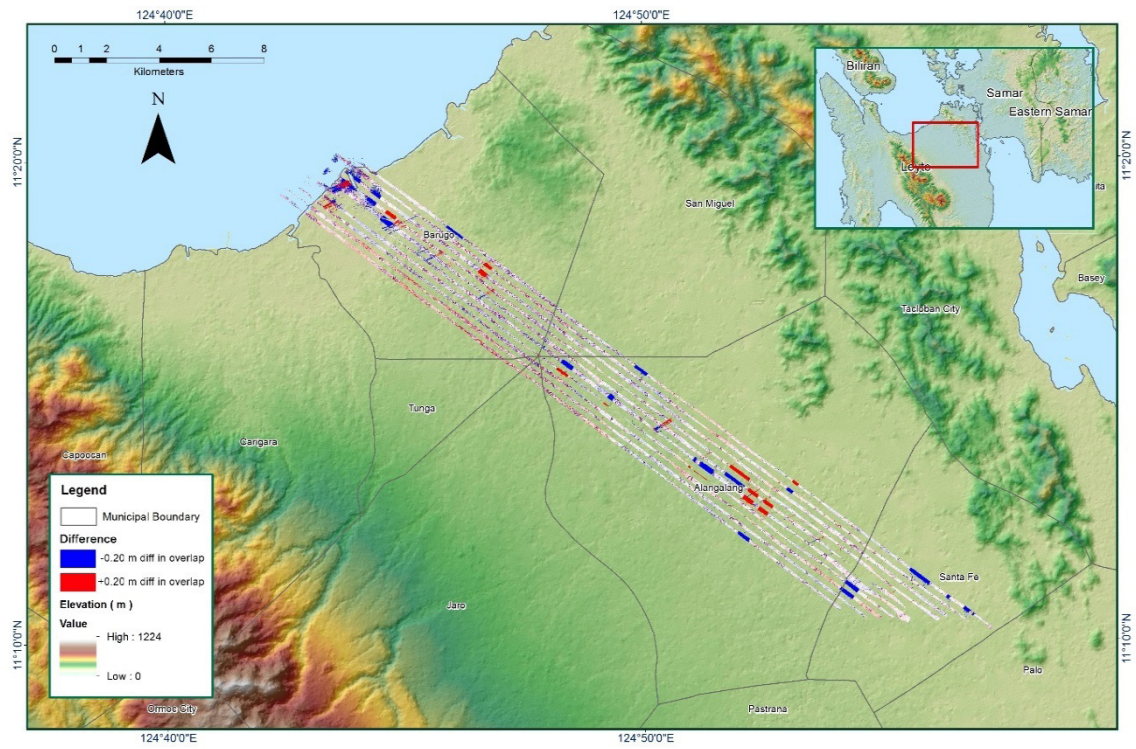 124°40'0"E
124°50'0"E
0 1 2 4 6 8
Kilometers
N
Biliran
Samar
Eastern Samar
Leyte
11°20'0"N
11°20'0"N
San Miguel
Barugo
Basey
Tacloban City
Tunga
Carigara
Capoocan
Alangalang
Santa Fe
Jaro
Palo
Pastrana
Ormoc City
Legend
Municipal Boundary
Difference
-0.20 m diff in overlap
+0.20 m diff in overlap
Elevation ( m )
Value
High : 1224
Low : 0
11°10'0"N
11°10'0"N
124°40'0"E
124°50'0"E